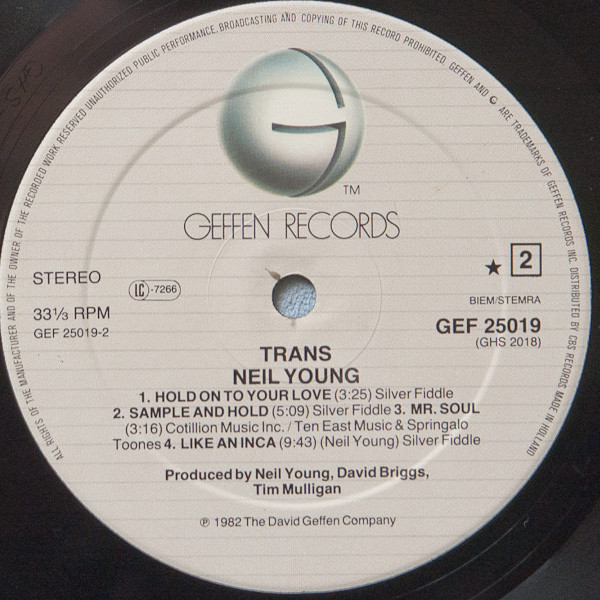 ALL RIGHTS OF THE MANUFACTURER AND OF THE OWNER OF THE RECORDED WORK RESERVED UNAUTHORIZED PUBLIC PERFORMANCE, BROADCASTING AND COPYING OF THIS RECORD PROHIBITED. GEFFEN AND G ARE TRADEMARKS OF GEFFEN RECORDS INC. DISTRIBUTED BY CBS RECORDS MADE IN HOLLAND
TM
GEFFEN RECORDS
STEREO
LC -7266
★ 2
33⅓ RPM
GEF 25019-2
BIEM/STEMRA
GEF 25019
(GHS 2018)
TRANS
NEIL YOUNG
1. HOLD ON TO YOUR LOVE (3:25) Silver Fiddle
2. SAMPLE AND HOLD (5:09) Silver Fiddle 3. MR. SOUL
(3:16) Cotillion Music Inc. / Ten East Music & Springalo
Toones 4. LIKE AN INCA (9:43) (Neil Young) Silver Fiddle
Produced by Neil Young, David Briggs,
Tim Mulligan
℗ 1982 The David Geffen Company